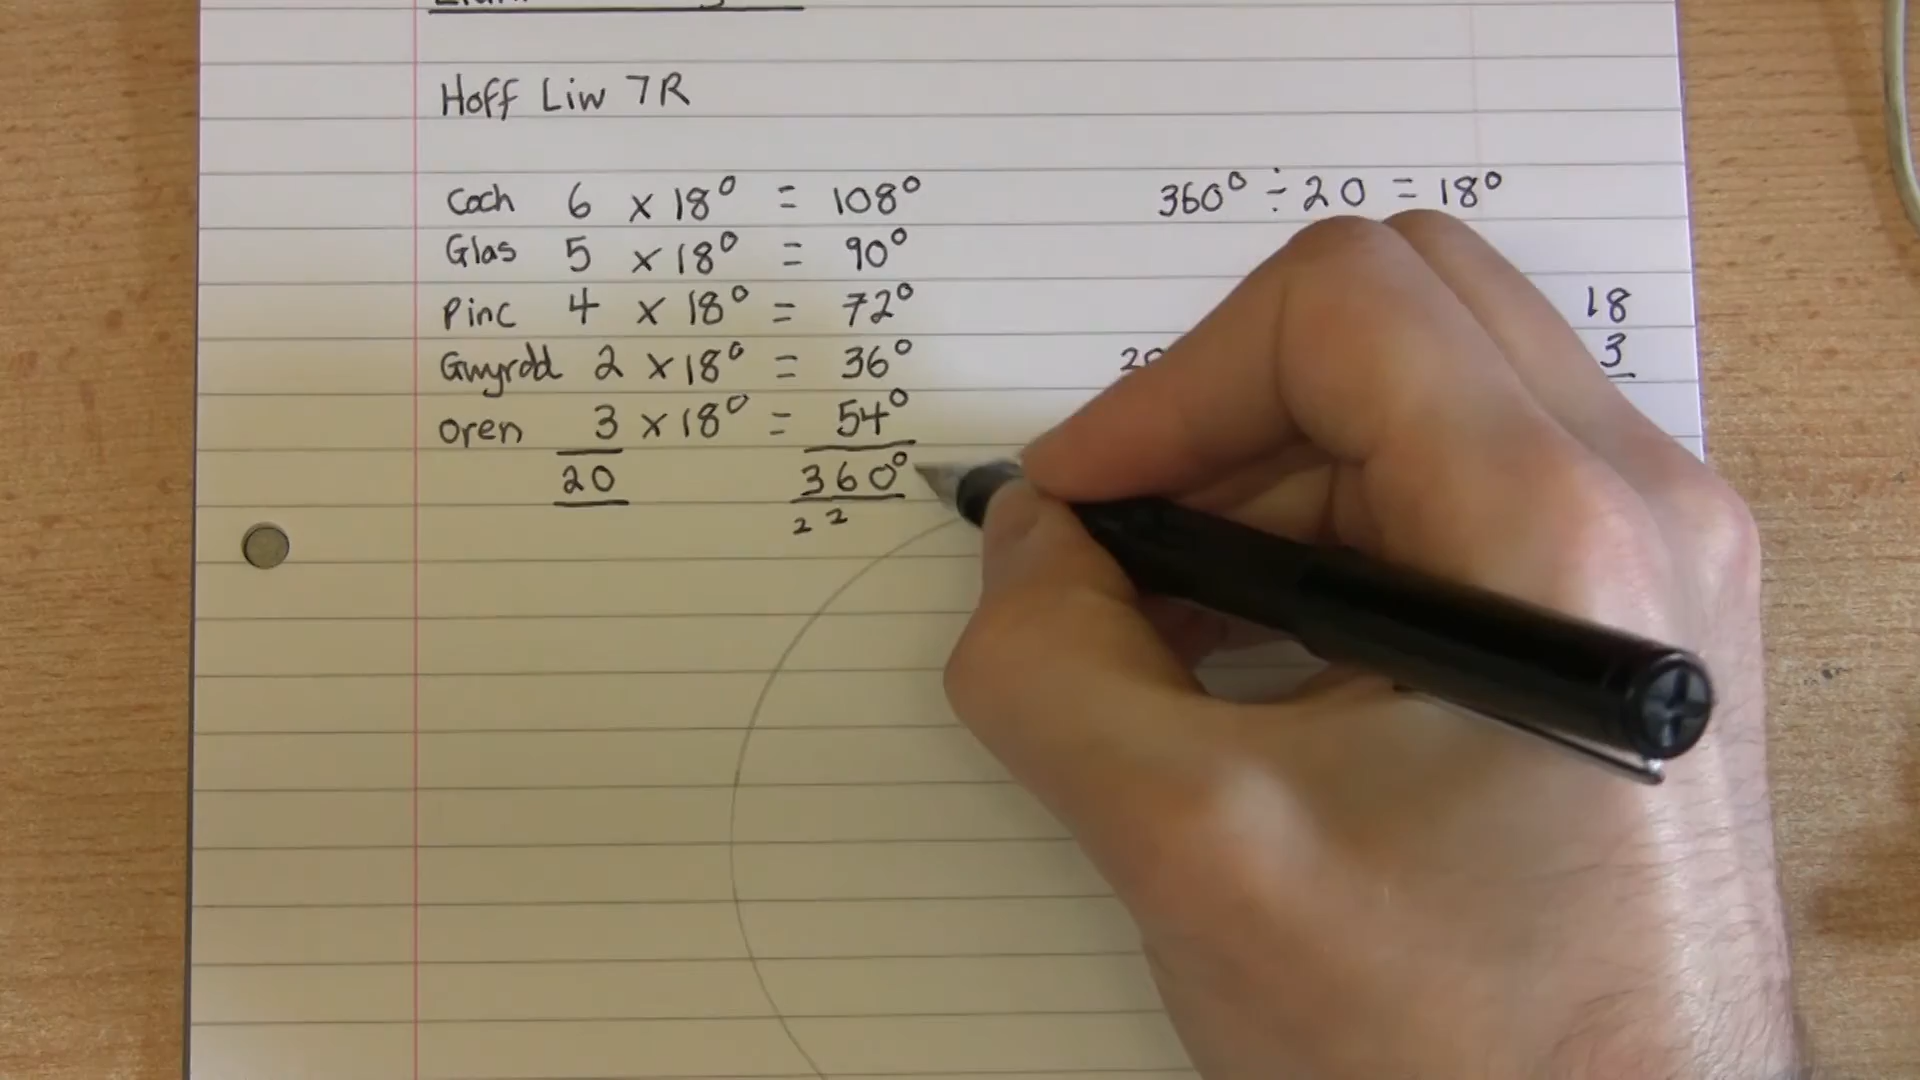 Hoff Liw 7R
Coch 6 x 18° = 108°
Glas 5 x 18° = 90°
Pinc 4 x 18° = 72°
Gwyrdd 2 x 18° = 36°
Oren 3 x 18° = 54°
20 360°
2 2
360° ÷ 20 = 18°
18
3